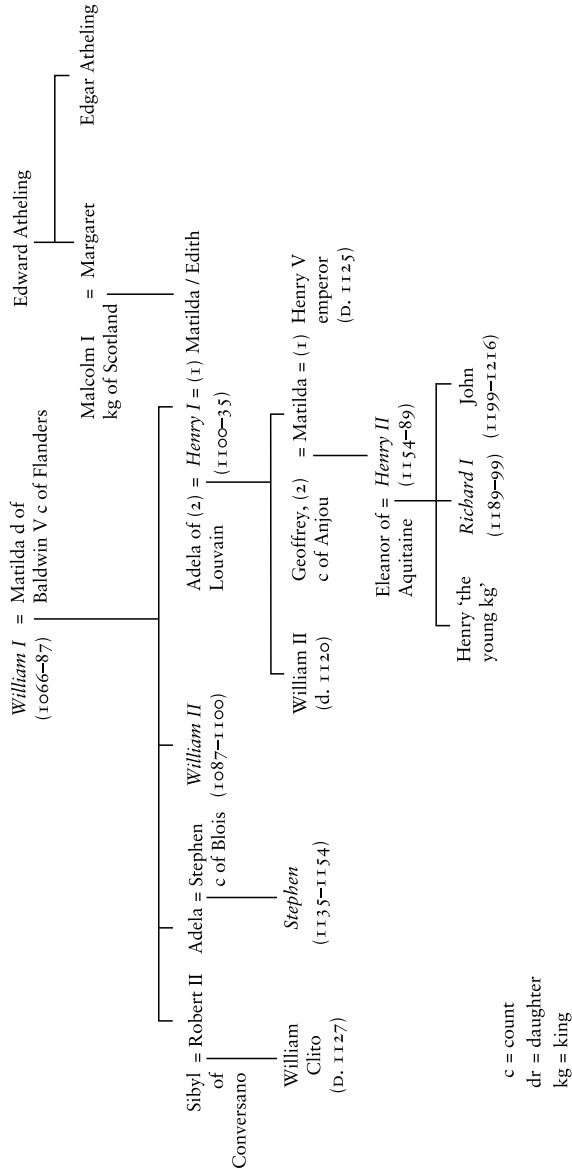 Edward Atheling
William I = Matilda d of
(1066–87) Baldwin V c of Flanders
Malcolm I = Margaret Edgar Atheling
kg of Scotland
Sibyl = Robert II Adela = Stephen William II Adela of (2) = Henry I = (1) Matilda / Edith
of c of Blois (1087–1100) Louvain (1100–35)
Conversano
William Stephen William II Geoffrey, (2) = Matilda = (1) Henry V
Clito (1135–1154) (d. 1120) c of Anjou emperor
(D. 1127) (D. 1125)
Eleanor of = Henry II
Aquitaine (1154–89)
Henry ‘the Richard I John
young kg’ (1189–99) (1199–1216)
c = count
dr = daughter
kg = king